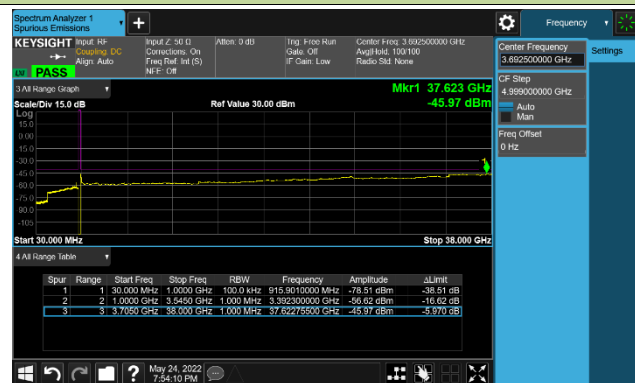 Spectrum Analyzer 1
Spurious Emissions
Frequency
KEYSIGHT
Input: RF
Coupling: DC
Align: Auto
Input Z: 50 Ω
Corrections: On
Freq Ref: Int (S)
NFE: Off
Atten: 0 dB
Trig: Free Run
Gate: Off
IF Gain: Low
Center Freq: 3.692500000 GHz
Avg|Hold: 100/100
Radio Std: None
PASS
Center Frequency
3.692500000 GHz
Settings
CF Step
4.999000000 GHz
Auto
Man
Freq Offset
0 Hz
3 All Range Graph
Mkr1 37.623 GHz
Scale/Div 15.0 dB
Ref Value 30.00 dBm
-45.97 dBm
Log
15.0
0.00
-15.0
-30.0
-45.0
-60.0
-75.0
-90.0
-105
Start 30.000 MHz
Stop 38.000 GHz
4 All Range Table
Spur Range Start Freq Stop Freq RBW Frequency Amplitude ΔLimit
1 1 30.000 MHz 1.0000 GHz 100.0 kHz 915.9010000 MHz -78.51 dBm -38.51 dB
2 2 1.0000 GHz 3.5450 GHz 1.000 MHz 3.392300000 GHz -56.62 dBm -16.62 dB
3 3 3.7050 GHz 38.000 GHz 1.000 MHz 37.62275500 GHz -45.97 dBm -5.970 dB
May 24, 2022
7:54:10 PM